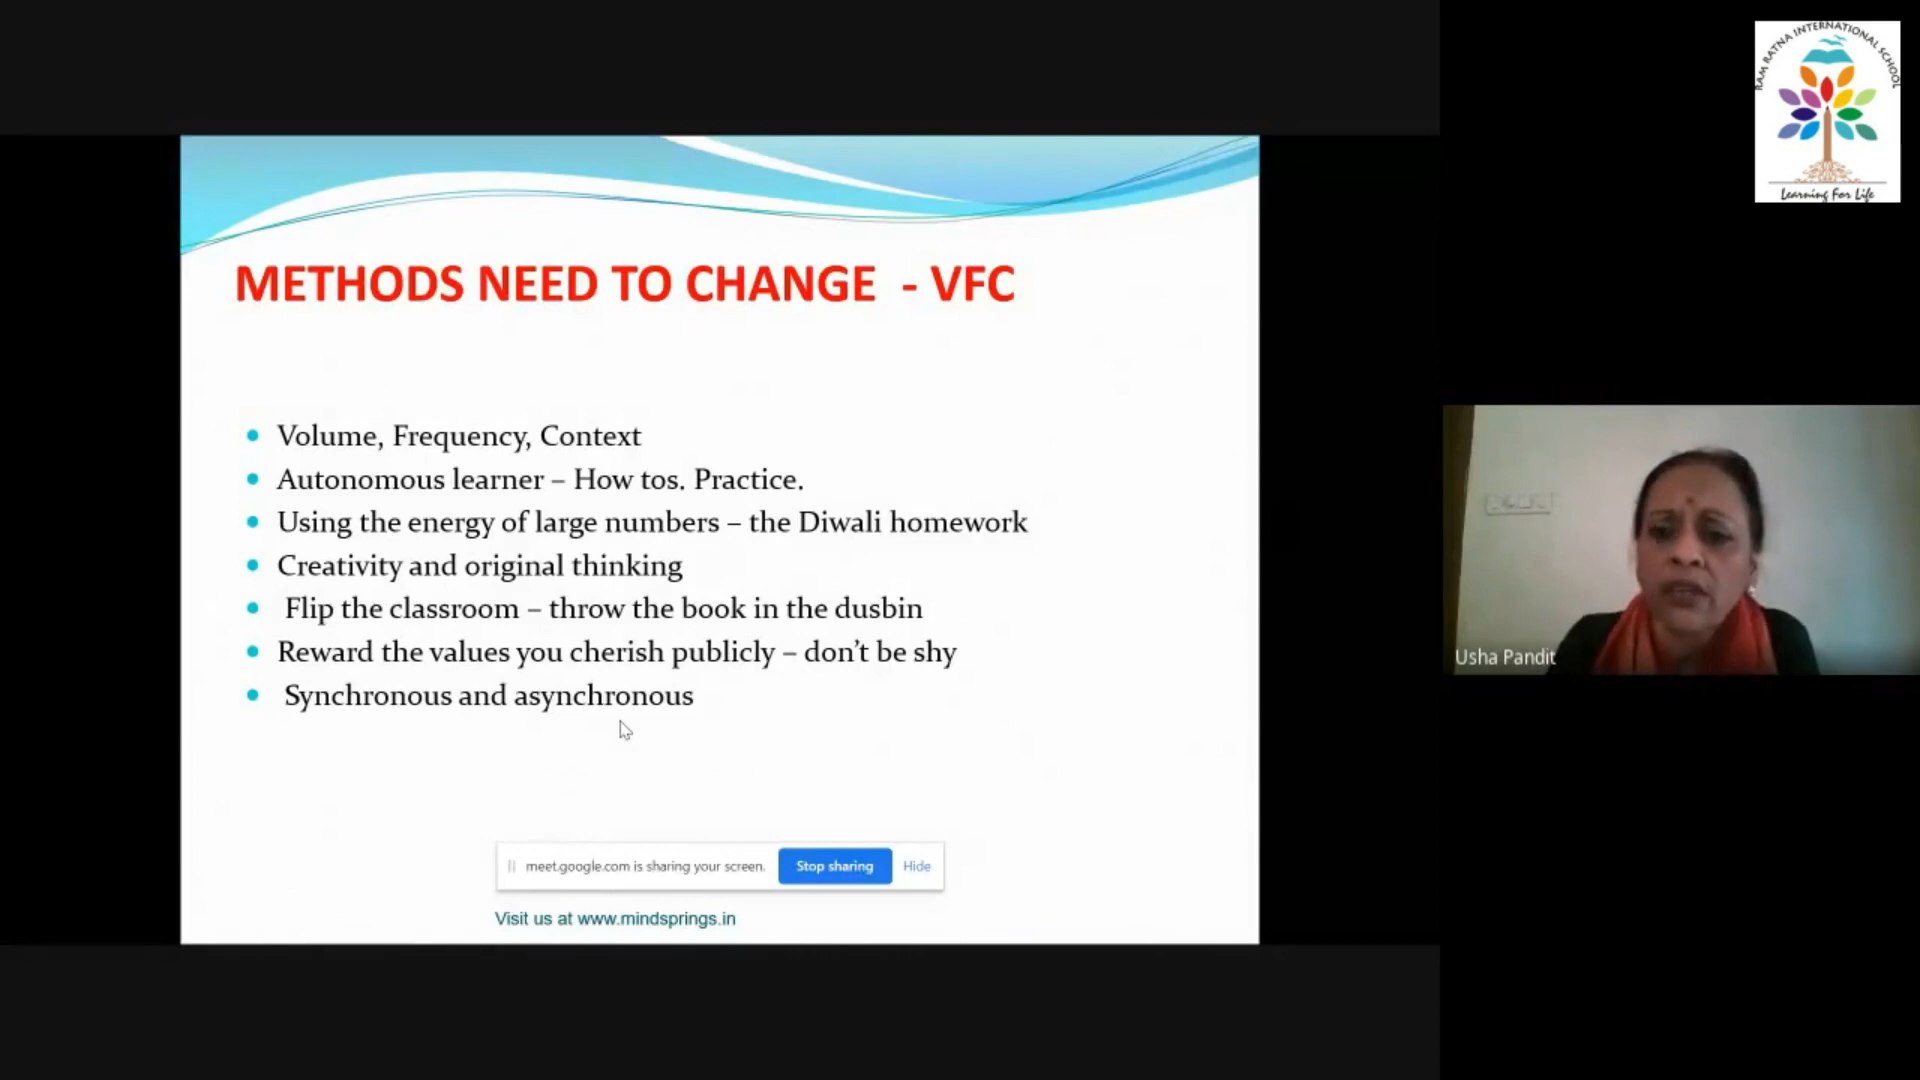 RAM RATNA INTERNATIONAL SCHOOL
Learning For Life
METHODS NEED TO CHANGE - VFC
Volume, Frequency, Context
Autonomous learner – How tos. Practice.
Using the energy of large numbers – the Diwali homework
Creativity and original thinking
Flip the classroom – throw the book in the dusbin
Reward the values you cherish publicly – don't be shy
Synchronous and asynchronous
meet.google.com is sharing your screen. Stop sharing Hide
Visit us at www.mindsprings.in
Usha Pandit